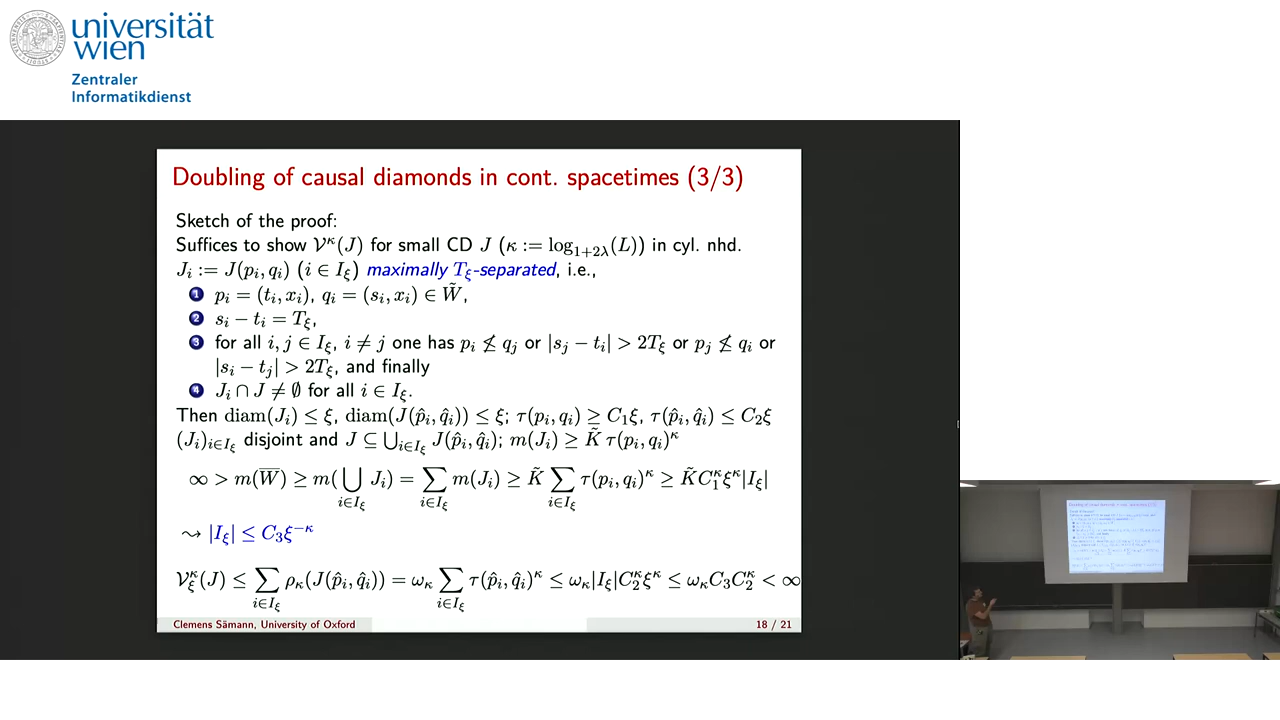 universität
wien
Zentraler
Informatikdienst
Doubling of causal diamonds in cont. spacetimes (3/3)
Sketch of the proof:
Suffices to show 𝒱^κ(J) for small CD J (κ := log_{1+2λ}(L)) in cyl. nhd.
J_i := J(p_i, q_i) (i ∈ I_ξ) maximally T_ξ-separated, i.e.,
1 p_i = (t_i, x_i), q_i = (s_i, x_i) ∈ W̃,
2 s_i − t_i = T_ξ,
3 for all i, j ∈ I_ξ, i ≠ j one has p_i ≰ q_j or |s_j − t_i| > 2T_ξ or p_j ≰ q_i or
|s_i − t_j| > 2T_ξ, and finally
4 J_i ∩ J ≠ ∅ for all i ∈ I_ξ.
Then diam(J_i) ≤ ξ, diam(J(p̂_i, q̂_i)) ≤ ξ; τ(p_i, q_i) ≥ C_1ξ, τ(p̂_i, q̂_i) ≤ C_2ξ
(J_i)_{i∈I_ξ} disjoint and J ⊆ ⋃_{i∈I_ξ} J(p̂_i, q̂_i); m(J_i) ≥ K̃ τ(p_i, q_i)^κ
∞ > m(W̅) ≥ m(⋃_{i∈I_ξ} J_i) = ∑_{i∈I_ξ} m(J_i) ≥ K̃ ∑_{i∈I_ξ} τ(p_i, q_i)^κ ≥ K̃C_1^κ ξ^κ|I_ξ|
⇝ |I_ξ| ≤ C_3ξ^{−κ}
𝒱_ξ^κ(J) ≤ ∑_{i∈I_ξ} ρ_κ(J(p̂_i, q̂_i)) = ω_κ ∑_{i∈I_ξ} τ(p̂_i, q̂_i)^κ ≤ ω_κ|I_ξ|C_2^κ ξ^κ ≤ ω_κC_3C_2^κ < ∞
Clemens Sämann, University of Oxford
18 / 21